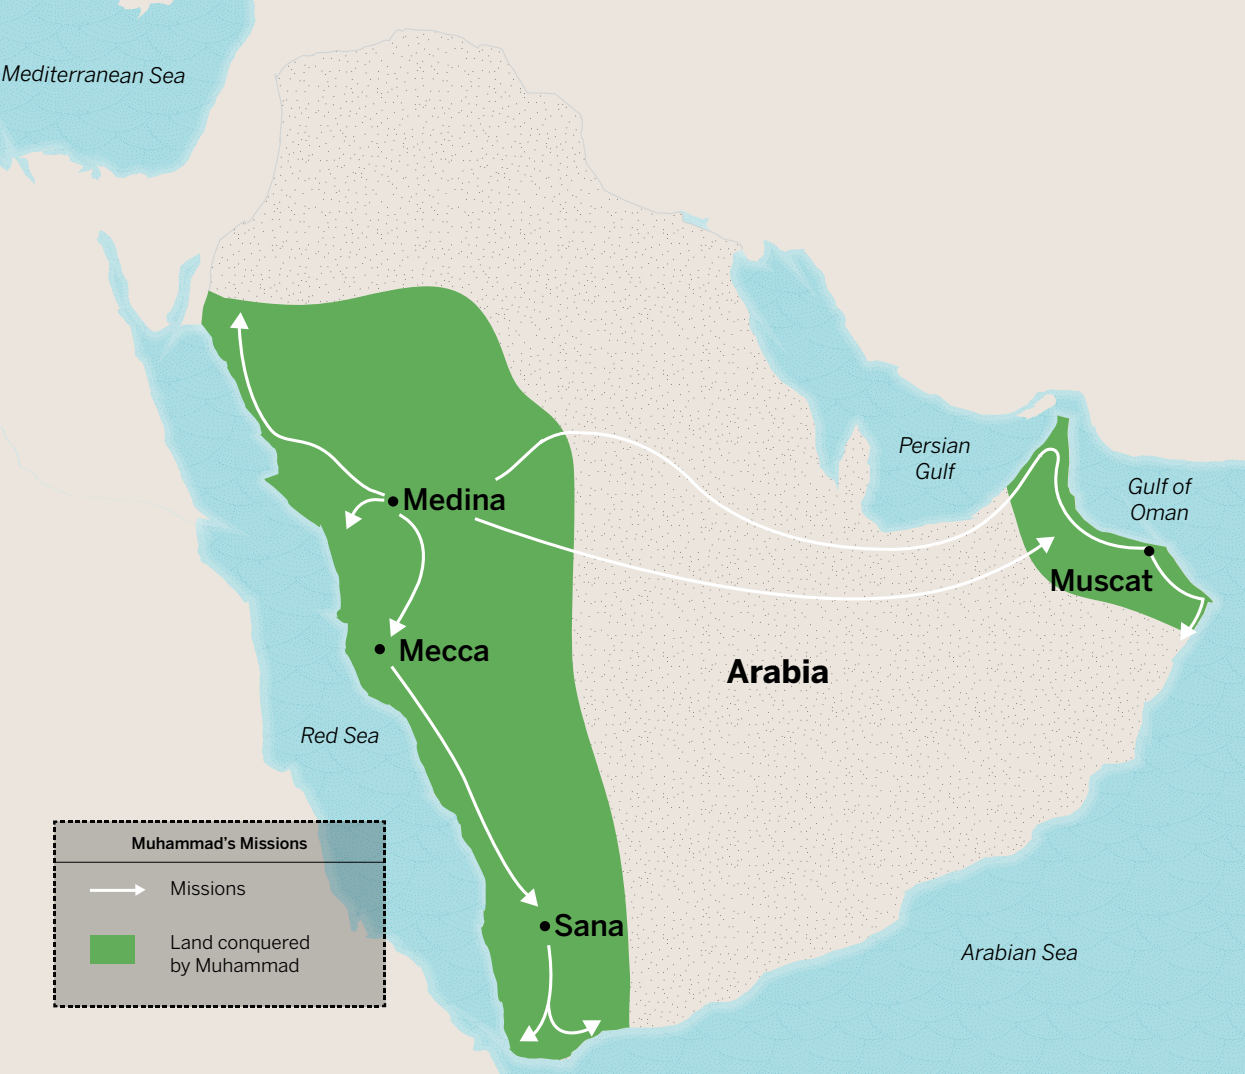 Mediterranean Sea
Persian
Gulf
Gulf of
Oman
Medina
Muscat
Mecca
Arabia
Red Sea
Muhammad's Missions
Missions
Land conquered
by Muhammad
Sana
Arabian Sea